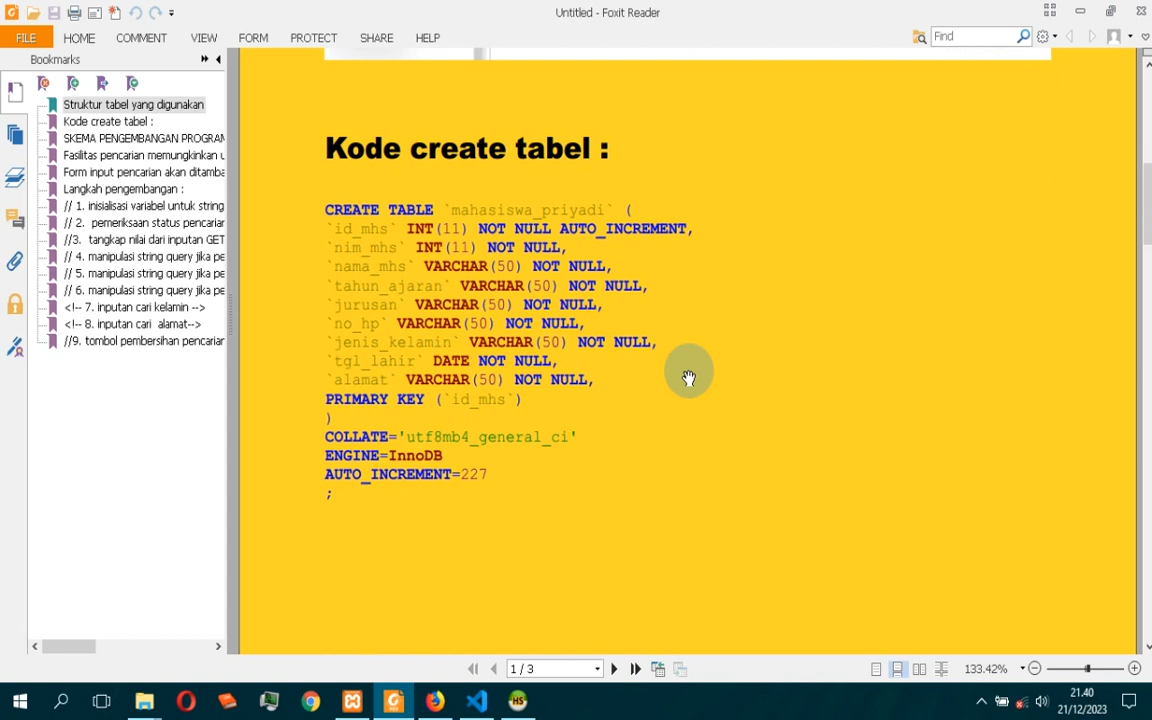 Untitled - Foxit Reader
FILE HOME COMMENT VIEW FORM PROTECT SHARE HELP
Find
Bookmarks
Struktur tabel yang digunakan
Kode create tabel :
SKEMA PENGEMBANGAN PROGRAM
Fasilitas pencarian memungkinkan u
Form input pencarian akan ditamba
Langkah pengembangan :
// 1. inisialisasi variabel untuk string
// 2. pemeriksaan status pencarian
//3. tangkap nilai dari inputan GET
// 4. manipulasi string query jika pe
// 5. manipulasi string query jika pe
// 6. manipulasi string query jika pe
<!-- 7. inputan cari kelamin -->
<!-- 8. inputan cari alamat-->
//9. tombol pembersihan pencarian
Kode create tabel :
CREATE TABLE `mahasiswa_priyadi` (
`id_mhs` INT(11) NOT NULL AUTO_INCREMENT,
`nim_mhs` INT(11) NOT NULL,
`nama_mhs` VARCHAR(50) NOT NULL,
`tahun_ajaran` VARCHAR(50) NOT NULL,
`jurusan` VARCHAR(50) NOT NULL,
`no_hp` VARCHAR(50) NOT NULL,
`jenis_kelamin` VARCHAR(50) NOT NULL,
`tgl_lahir` DATE NOT NULL,
`alamat` VARCHAR(50) NOT NULL,
PRIMARY KEY (`id_mhs`)
)
COLLATE='utf8mb4_general_ci'
ENGINE=InnoDB
AUTO_INCREMENT=227
;
1 / 3
133.42%
21.40
21/12/2023